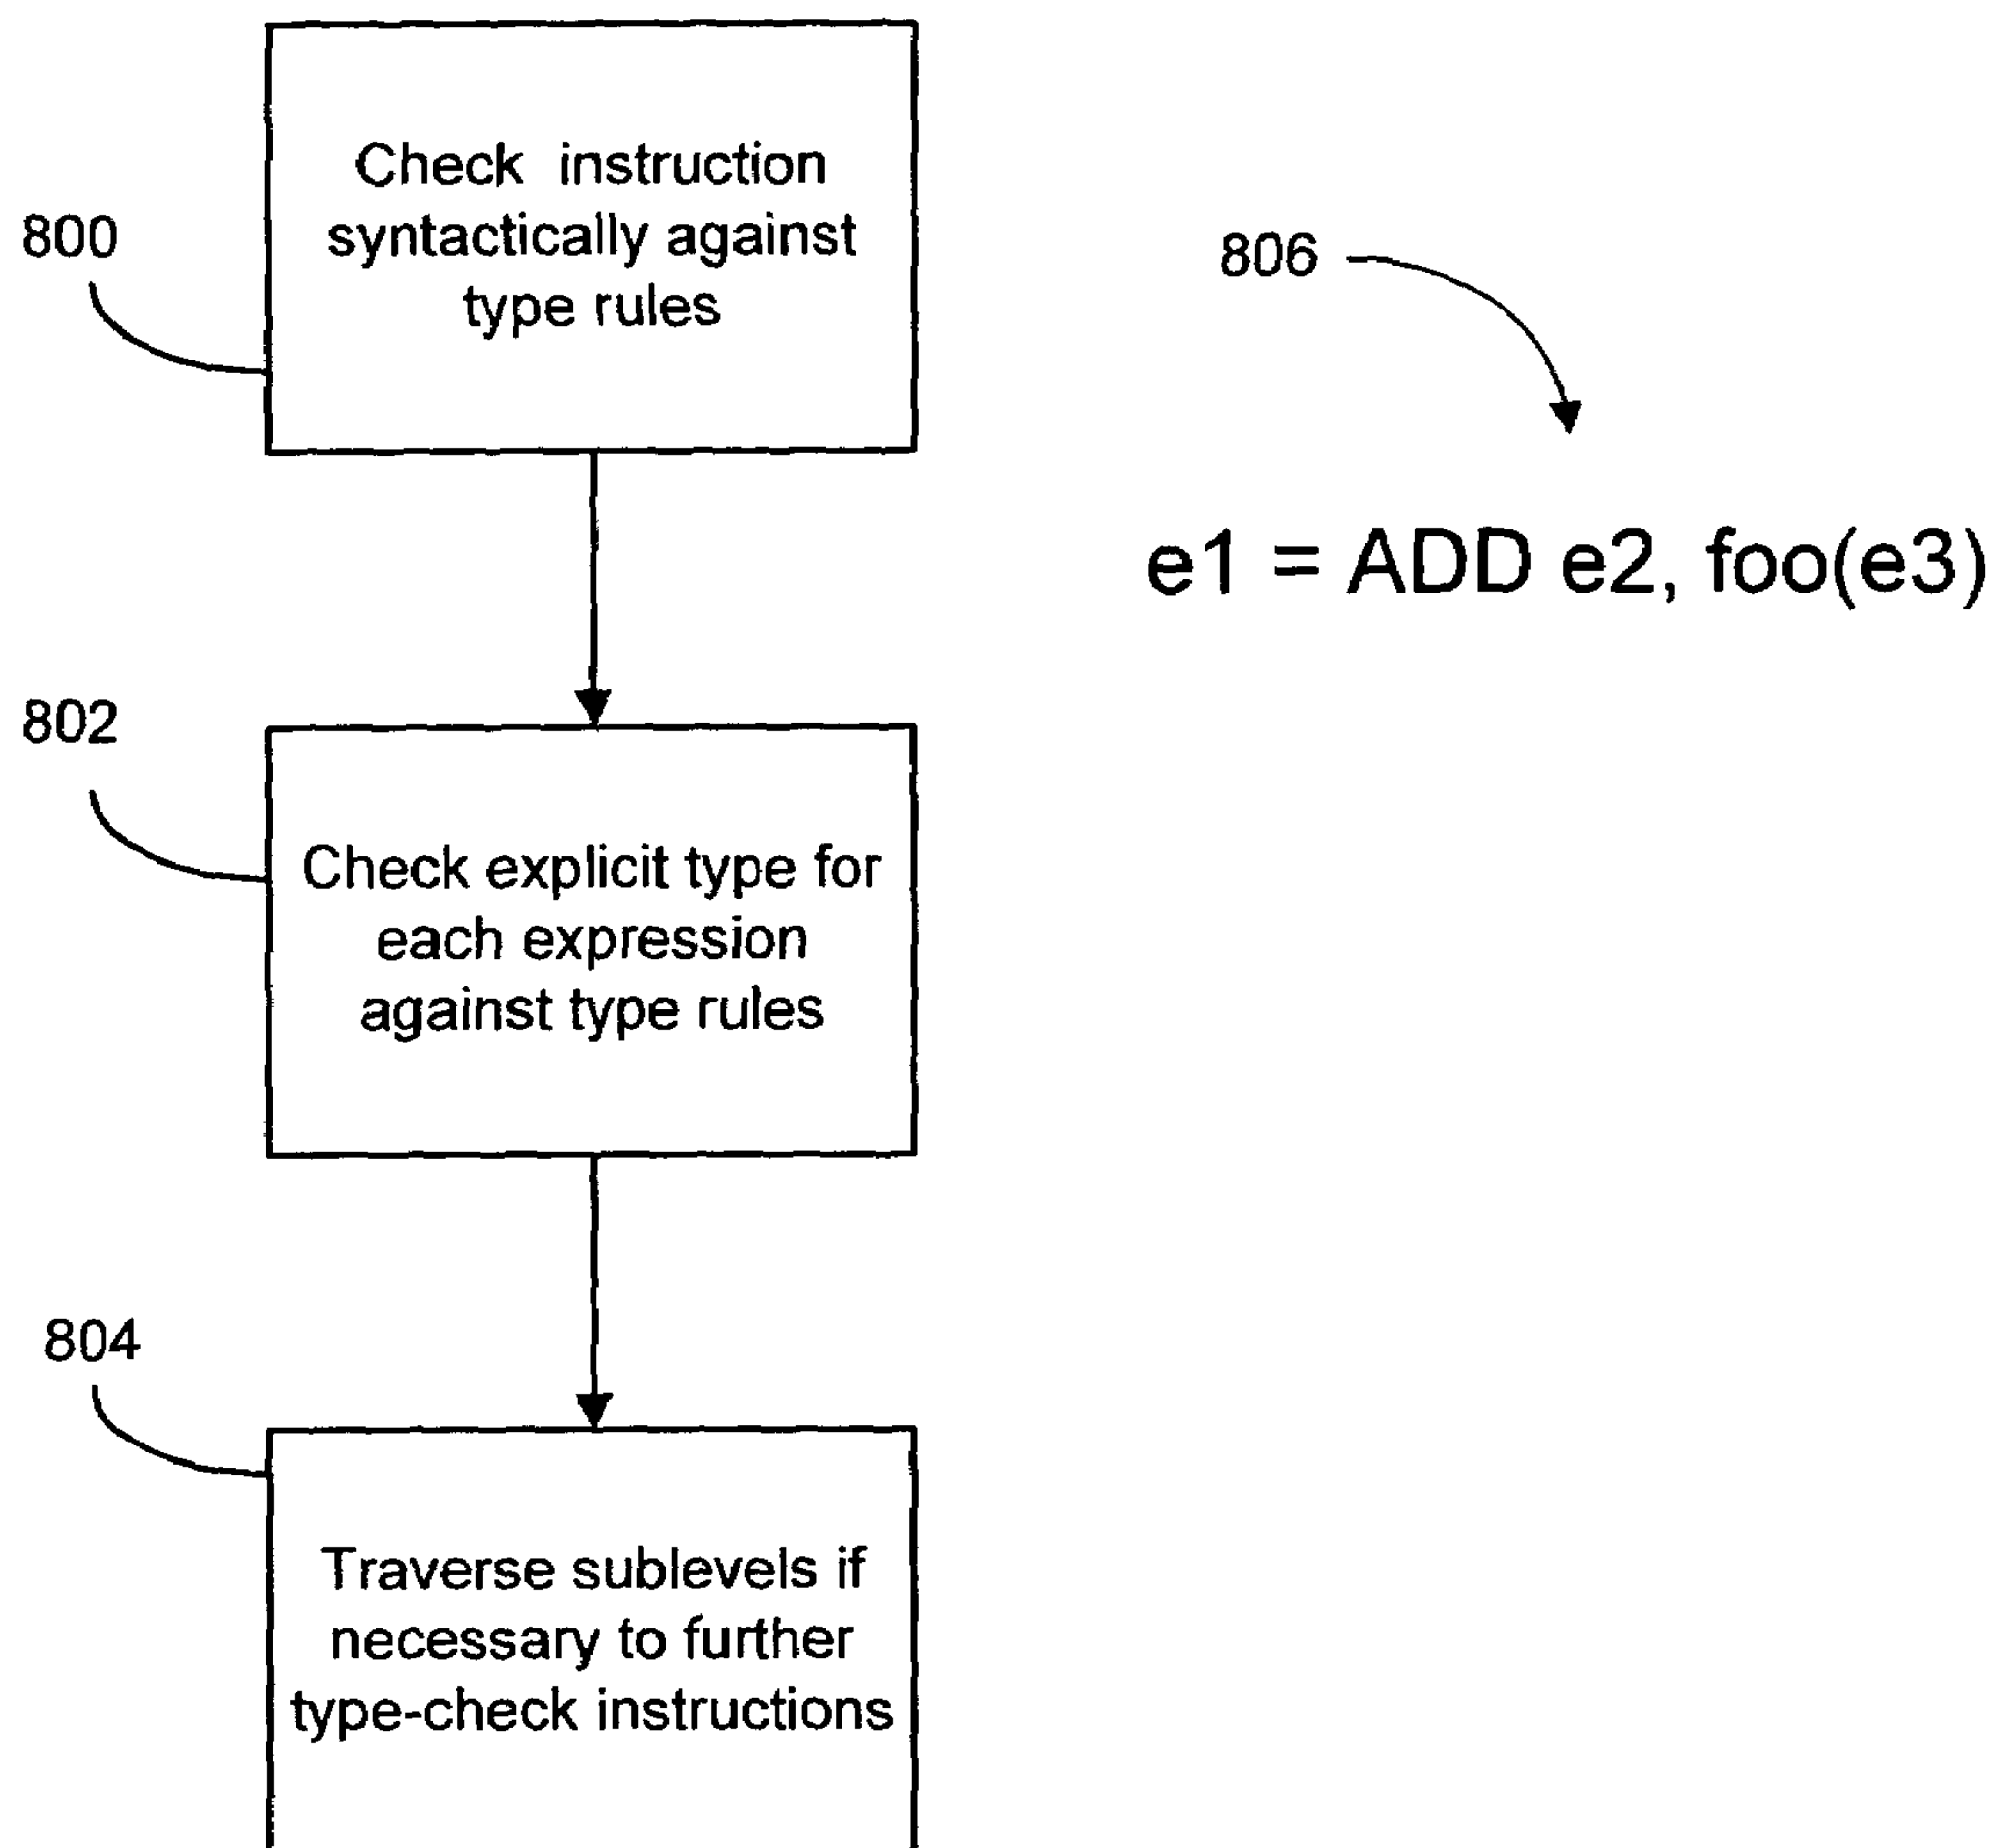 Check instruction
syntactically against
type rules
800
806
e1 = ADD e2, foo(e3)
802
Check explicit type for
each expression
against type rules
804
Traverse sublevels if
necessary to further
type-check instructions